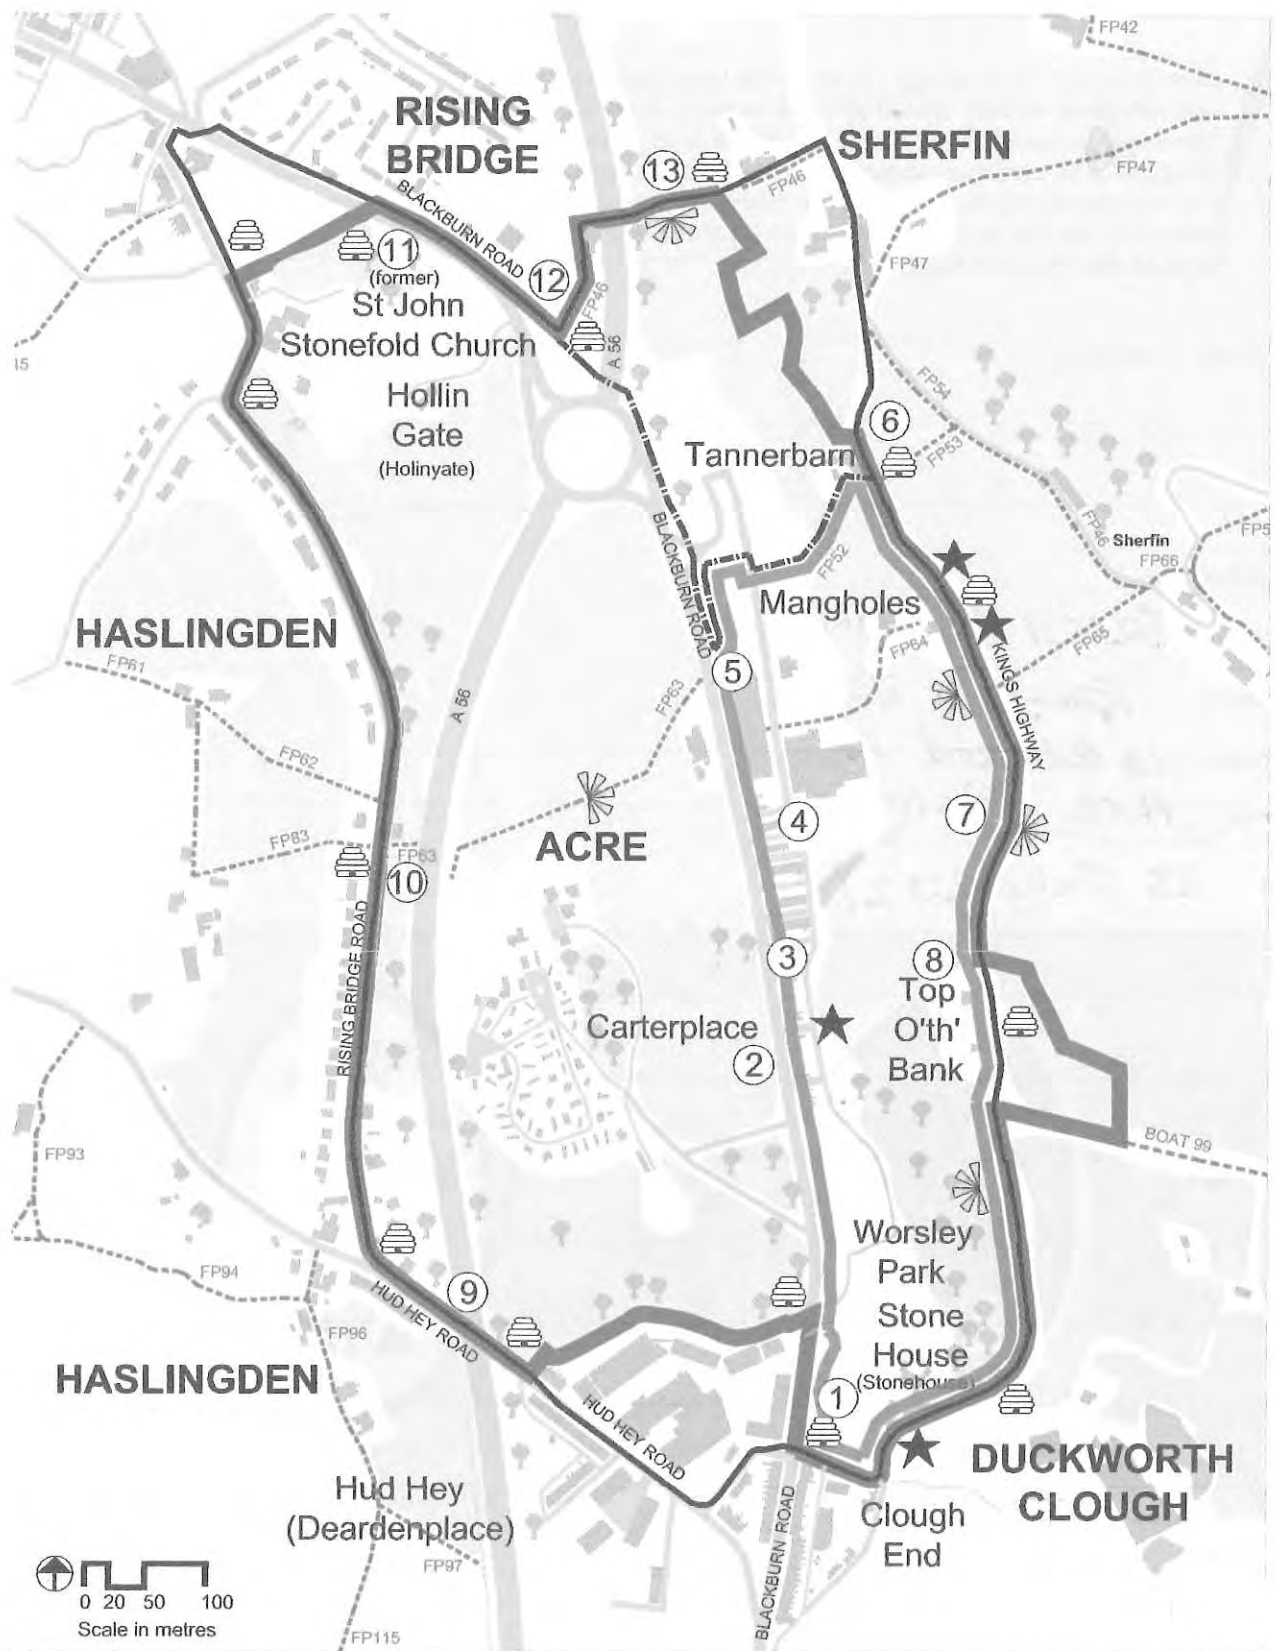 FP42
RISING
BRIDGE
SHERFIN
13
FP46
FP47
BLACKBURN ROAD
11
(former)
St John
Stonefold Church
12
FP46
FP47
A 56
15
Hollin
Gate
(Holinyate)
FP54
6
Tannerbarn
FP53
FP46
Sherfin
FP5
FP66
BLACKBURN ROAD
FP52
Mangholes
FP64
FP65
HASLINGDEN
FP61
5
KINGS HIGHWAY
A 56
FP63
FP62
7
4
ACRE
FP83
FP63
10
RISING BRIDGE ROAD
3
8
Top
O'th'
Bank
Carterplace
2
BOAT 99
FP93
Worsley
Park
FP94
9
HUD HEY ROAD
Stone
House
(Stonehouse)
FP96
HASLINGDEN
1
HUD HEY ROAD
DUCKWORTH
CLOUGH
Hud Hey
(Deardenplace)
BLACKBURN ROAD
Clough
End
FP97
0 20 50 100
Scale in metres
FP115